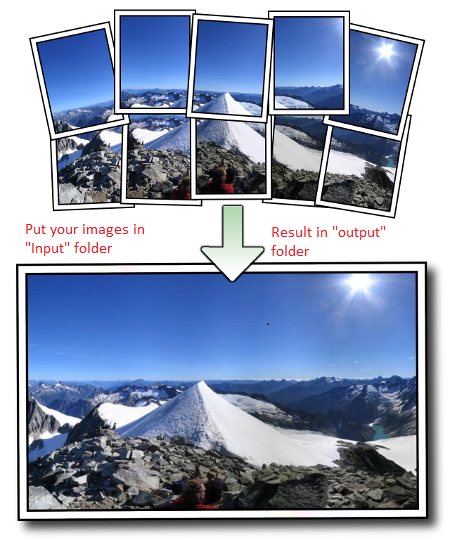 Put your images in
"Input" folder
Result in "output"
folder